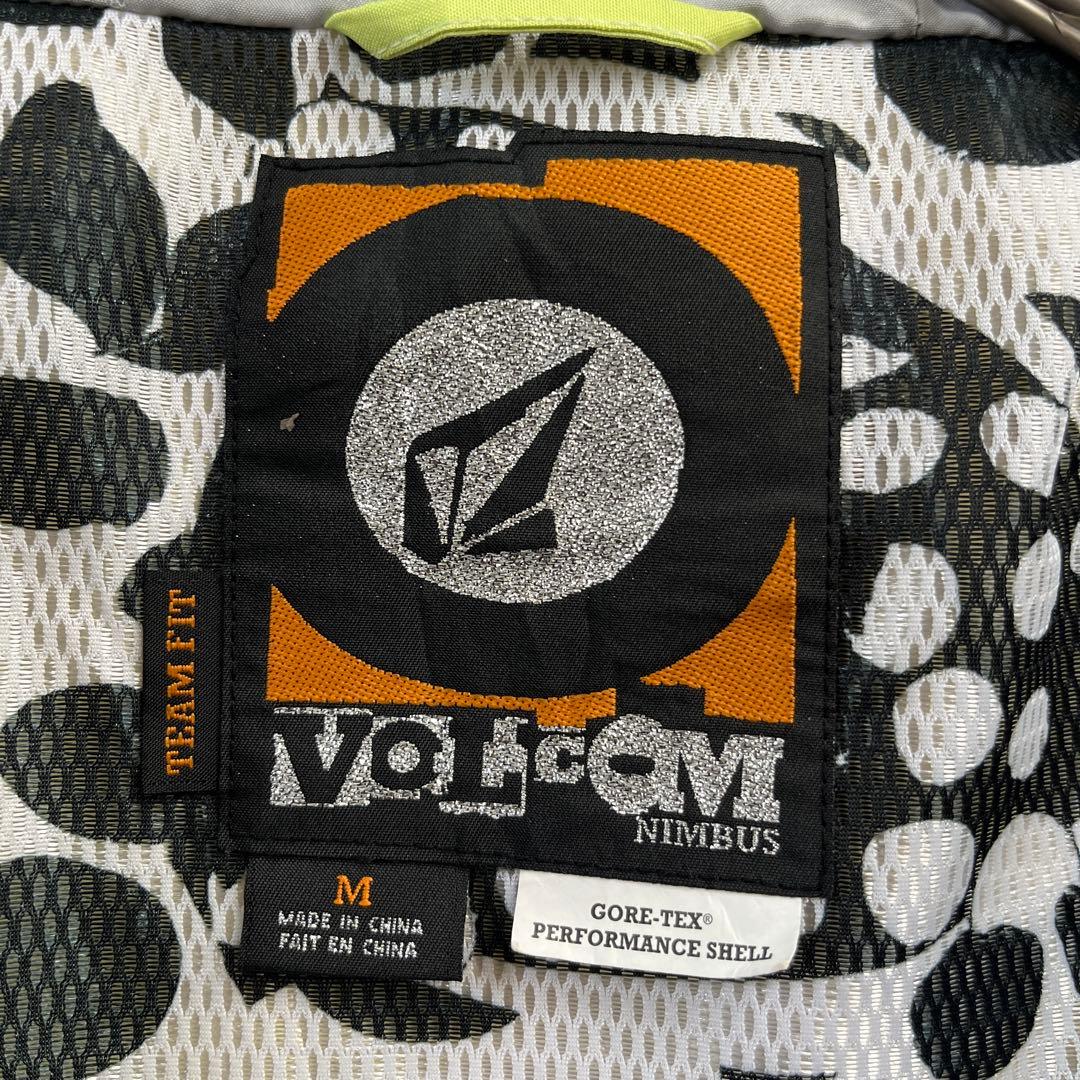 TEAM FIT
VOLCOM
NIMBUS
M
MADE IN CHINA
FAIT EN CHINA
GORE-TEX®
PERFORMANCE SHELL